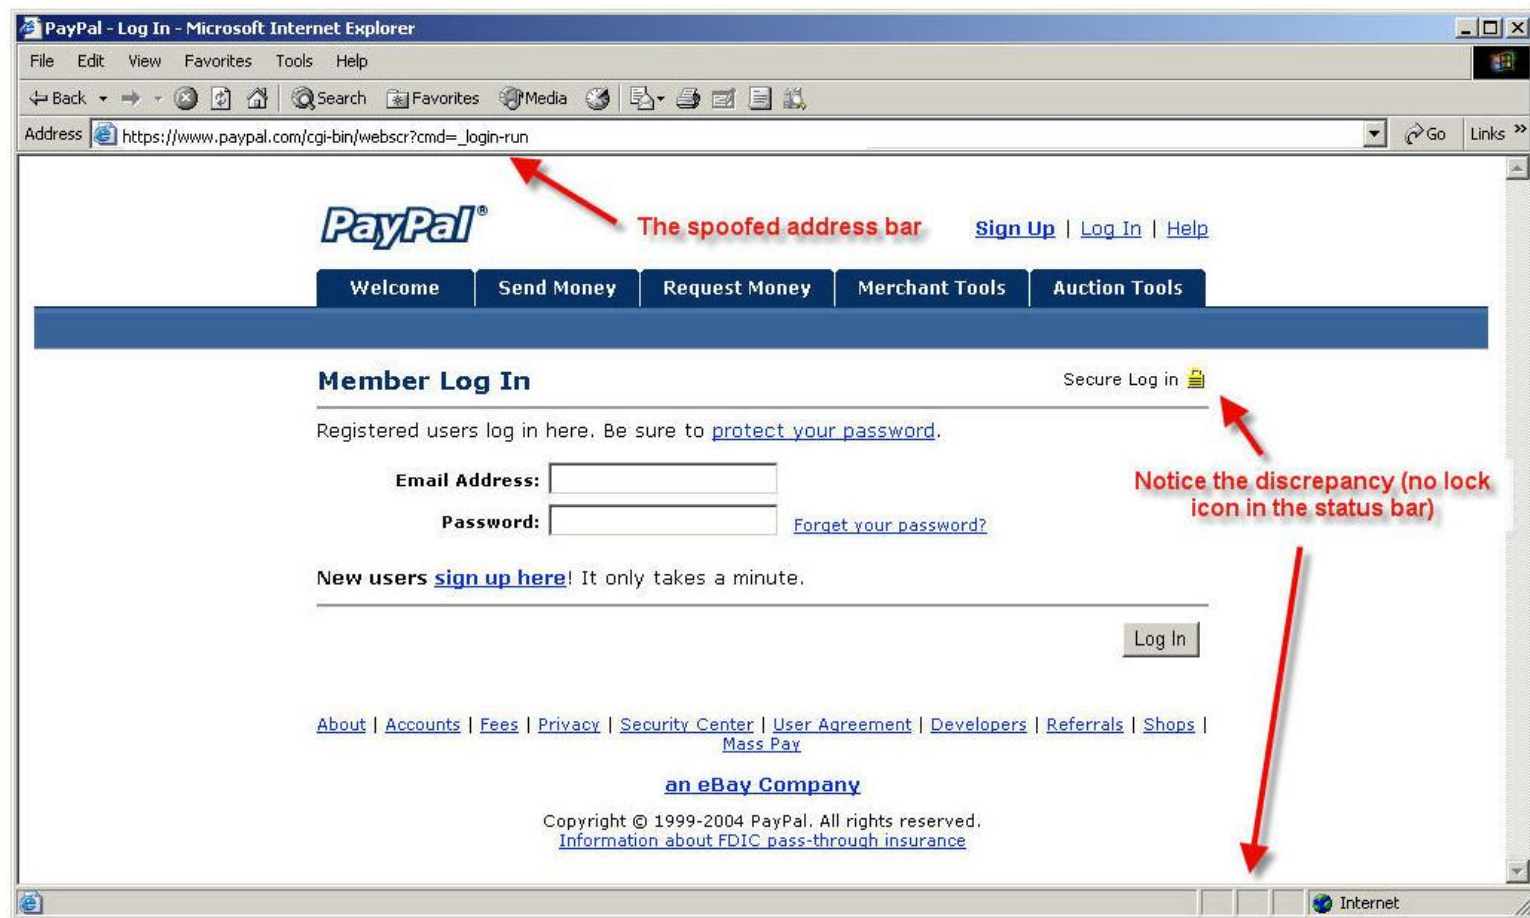 PayPal - Log In - Microsoft Internet Explorer
File Edit View Favorites Tools Help
Back Search Favorites Media
Address https://www.paypal.com/cgi-bin/webscr?cmd=_login-run Go Links »
PayPal®
The spoofed address bar
Sign Up | Log In | Help
Welcome Send Money Request Money Merchant Tools Auction Tools
Member Log In
Secure Log in
Registered users log in here. Be sure to protect your password.
Email Address:
Notice the discrepancy (no lock
icon in the status bar)
Password: Forget your password?
New users sign up here! It only takes a minute.
Log In
About | Accounts | Fees | Privacy | Security Center | User Agreement | Developers | Referrals | Shops |
Mass Pay
an eBay Company
Copyright © 1999-2004 PayPal. All rights reserved.
Information about FDIC pass-through insurance
Internet